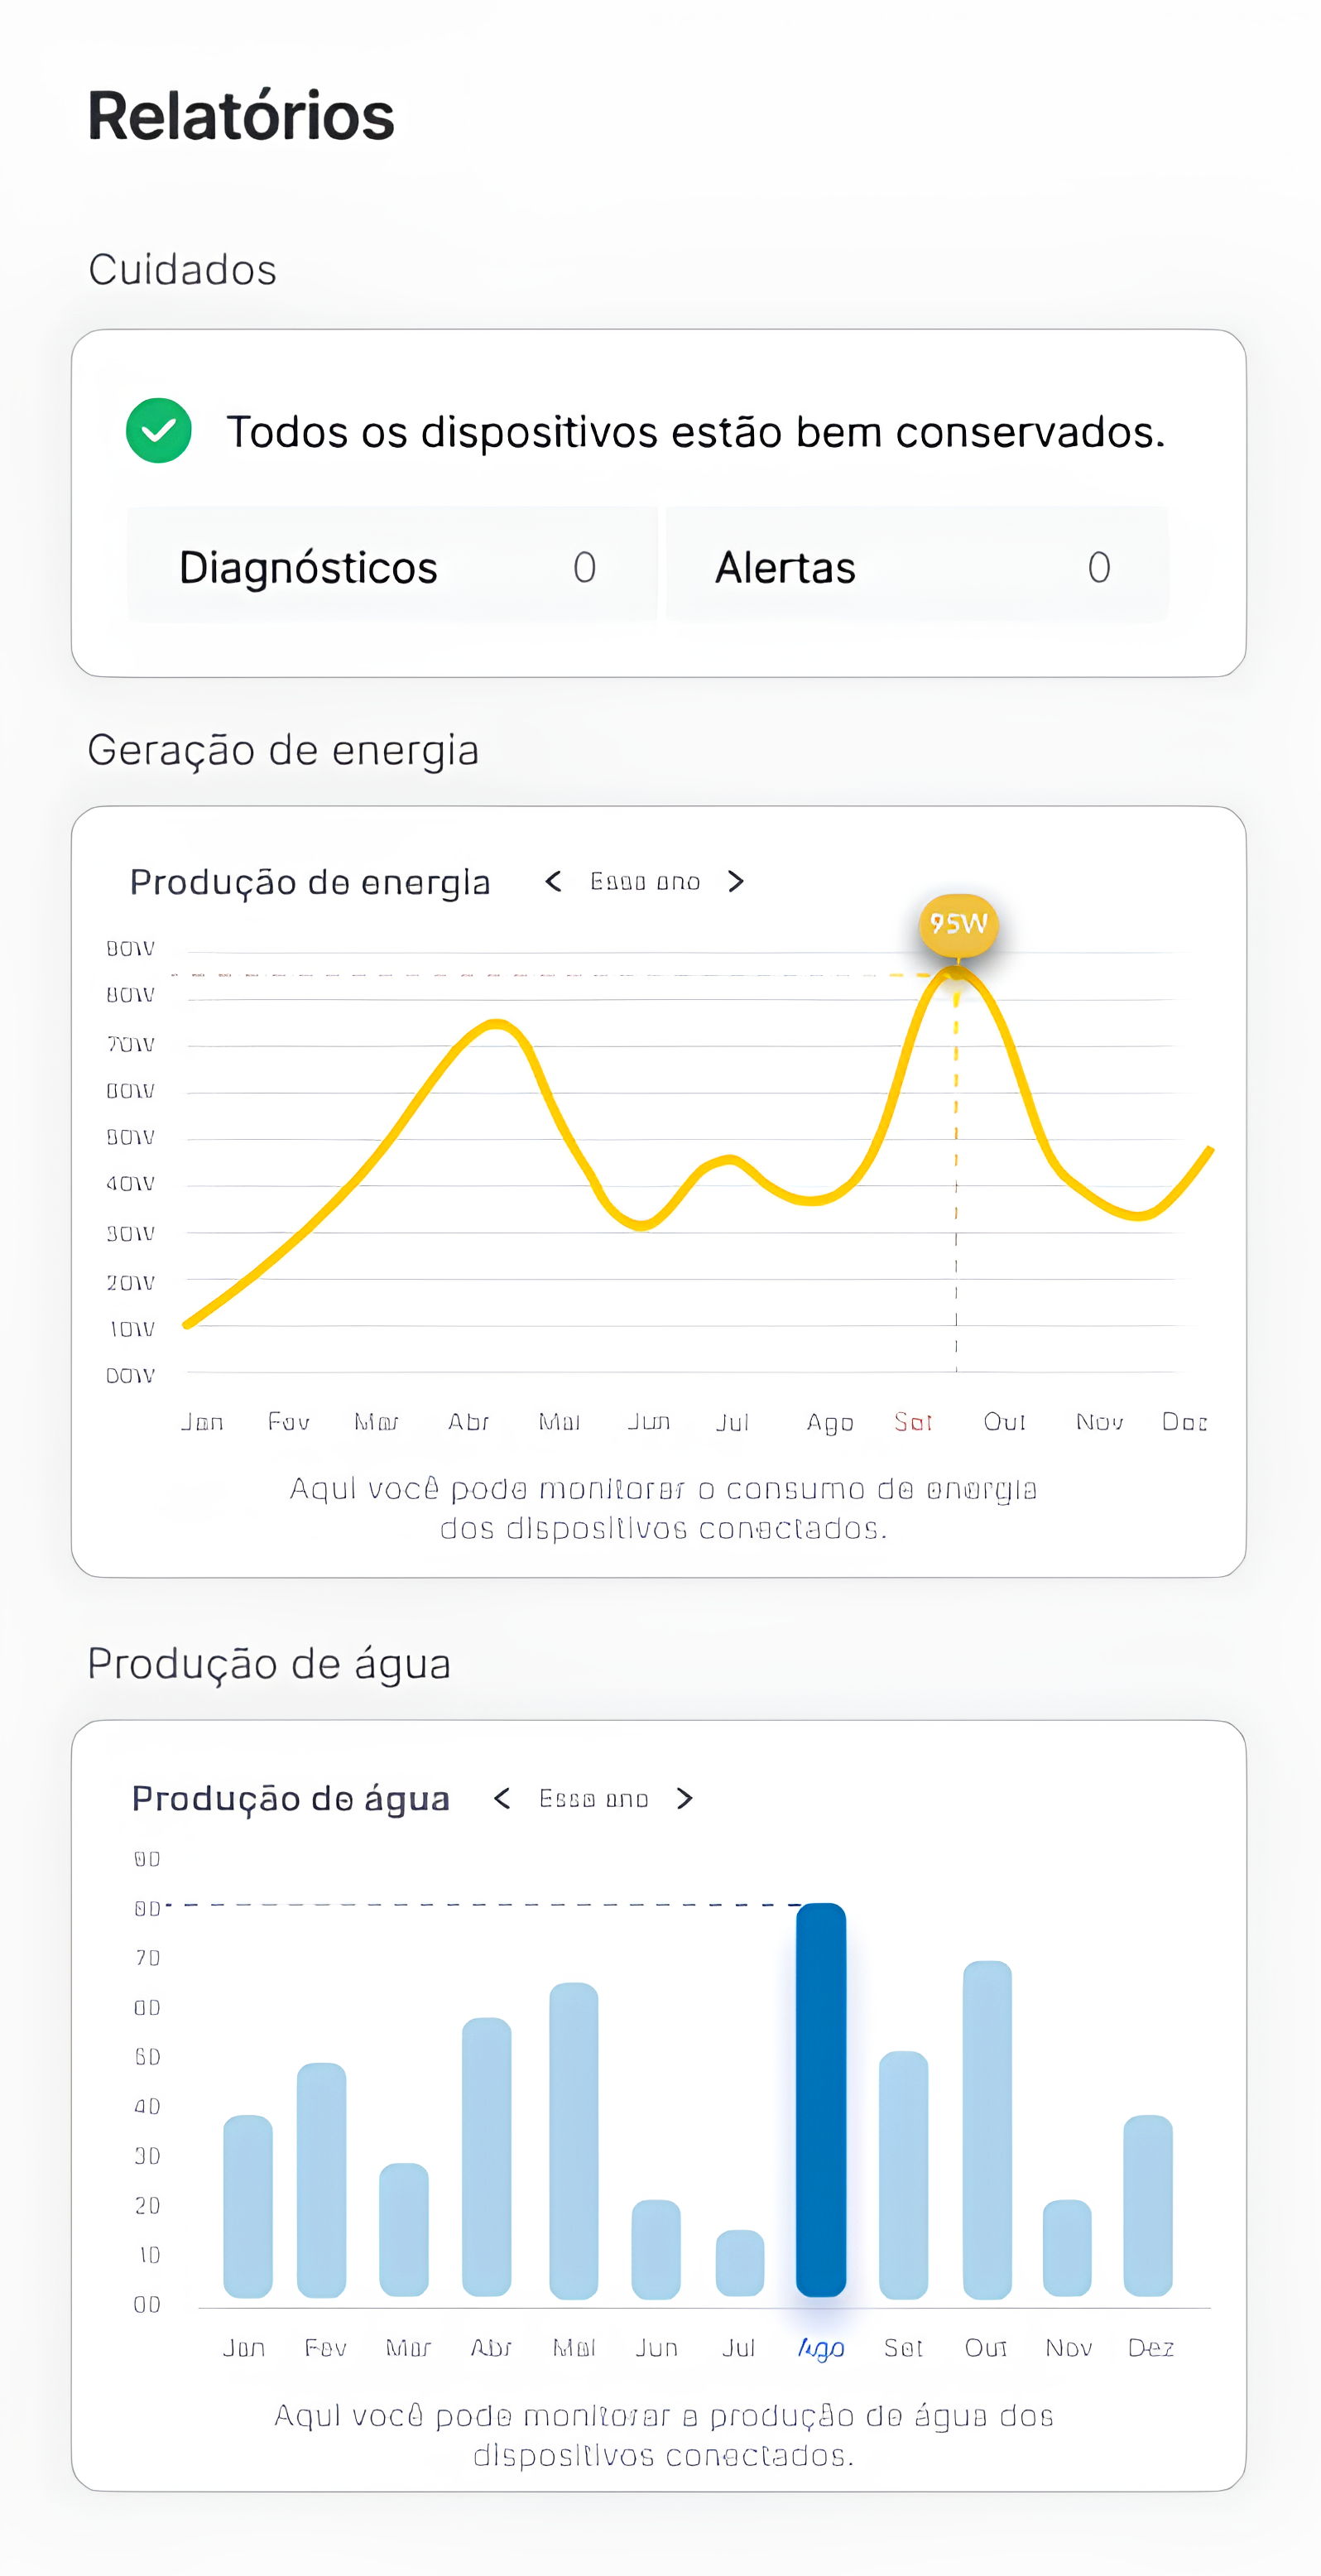 Relatórios
Cuidados
Todos os dispositivos estão bem conservados.
Diagnósticos 0 Alertas 0
Geração de energia
Produção de energia < Esse ano >
95W
80W
70W
40W
30W
20W
10W
00W
Jan Fev Mar Abr Mai Jun Jul Ago Set Out Nov Dez
Aqui você pode monitorar o consumo de energia
dos dispositivos conectados.
Produção de água
Produção de água < Esse ano >
90
80
70
60
50
40
30
20
10
00
Jan Fev Mar Abr Mai Jun Jul Ago Set Out Nov Dez
Aqui você pode monitorar a produção de água dos
dispositivos conectados.